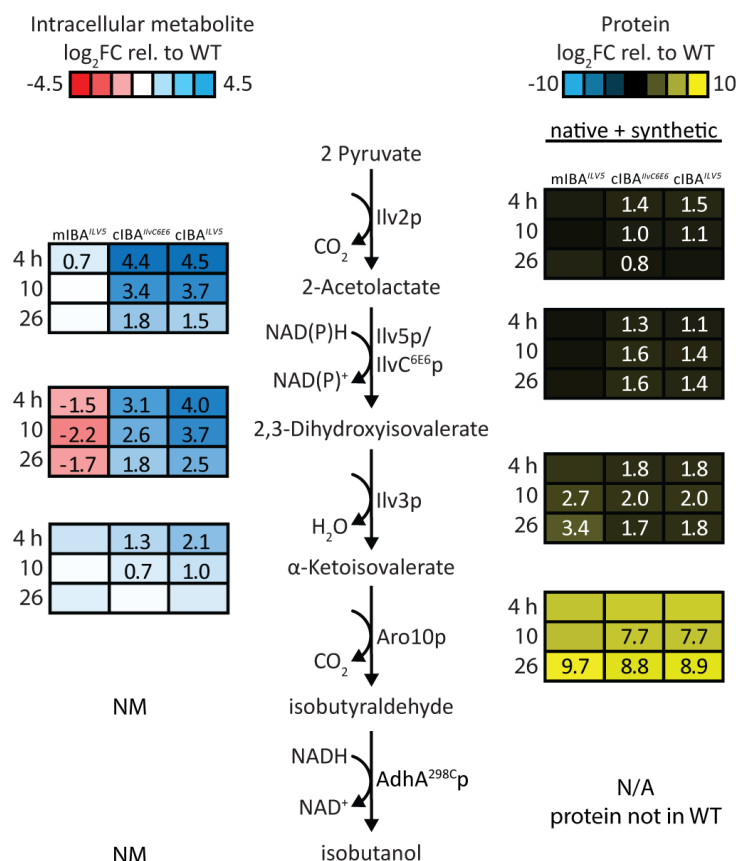 Intracellular metabolite
log2FC rel. to WT
-4.5 4.5
Protein
log2FC rel. to WT
-10 10
native + synthetic
mIBA^ILV5 cIBA^IlvC6E6 cIBA^ILV5
4 h 1.4 1.5
10 1.0 1.1
26 0.8
2 Pyruvate
Ilv2p
CO2
2-Acetolactate
mIBA^ILV5 cIBA^IlvC6E6 cIBA^ILV5
4 h 0.7 4.4 4.5
10 3.4 3.7
26 1.8 1.5
NAD(P)H
Ilv5p/
IlvC^6E6p
NAD(P)+
4 h 1.3 1.1
10 1.6 1.4
26 1.6 1.4
4 h -1.5 3.1 4.0
10 -2.2 2.6 3.7
26 -1.7 1.8 2.5
2,3-Dihydroxyisovalerate
Ilv3p
H2O
4 h 1.8 1.8
10 2.7 2.0 2.0
26 3.4 1.7 1.8
4 h 1.3 2.1
10 0.7 1.0
26
α-Ketoisovalerate
Aro10p
CO2
4 h
10 7.7 7.7
26 9.7 8.8 8.9
NM
isobutyraldehyde
NADH
AdhA^298Cp
NAD+
N/A
protein not in WT
NM
isobutanol